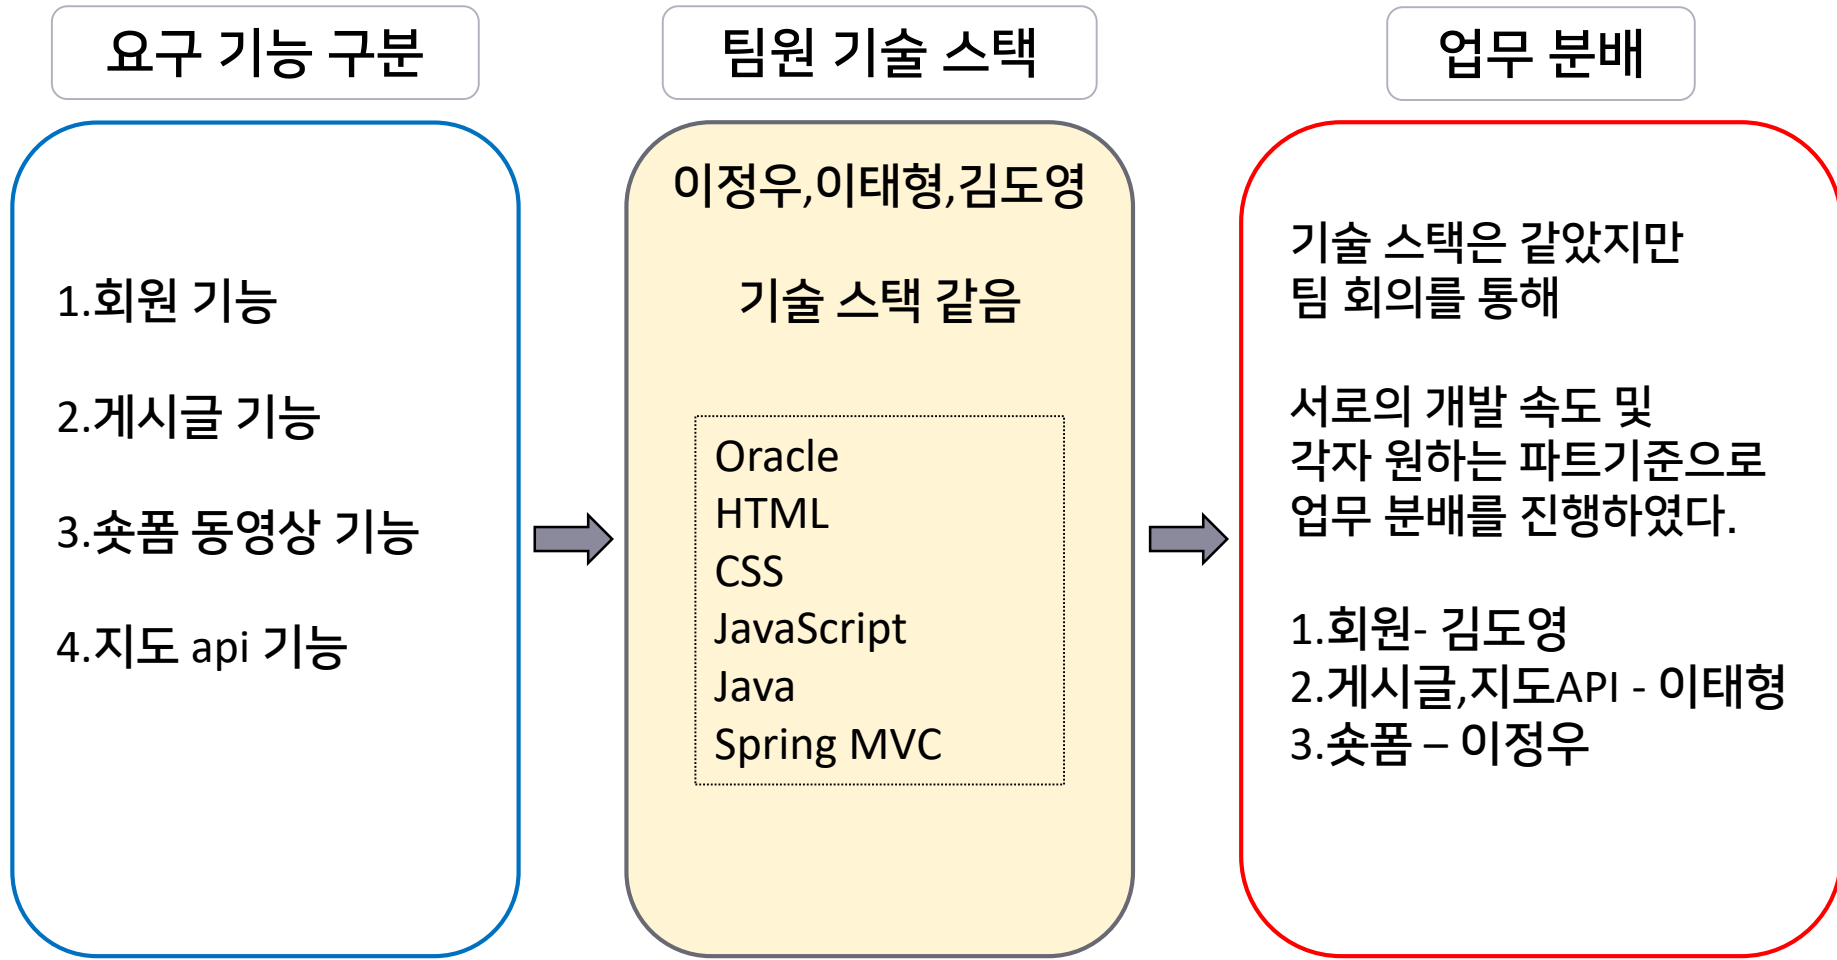 요구 기능 구분
1.회원 기능
2.게시글 기능
3.숏폼 동영상 기능
4.지도 api 기능
팀원 기술 스택
이정우,이태형,김도영
기술 스택 같음
Oracle
HTML
CSS
JavaScript
Java
Spring MVC
업무 분배
기술 스택은 같았지만
팀 회의를 통해
서로의 개발 속도 및
각자 원하는 파트기준으로
업무 분배를 진행하였다.
1.회원- 김도영
2.게시글,지도API - 이태형
3.숏폼 – 이정우